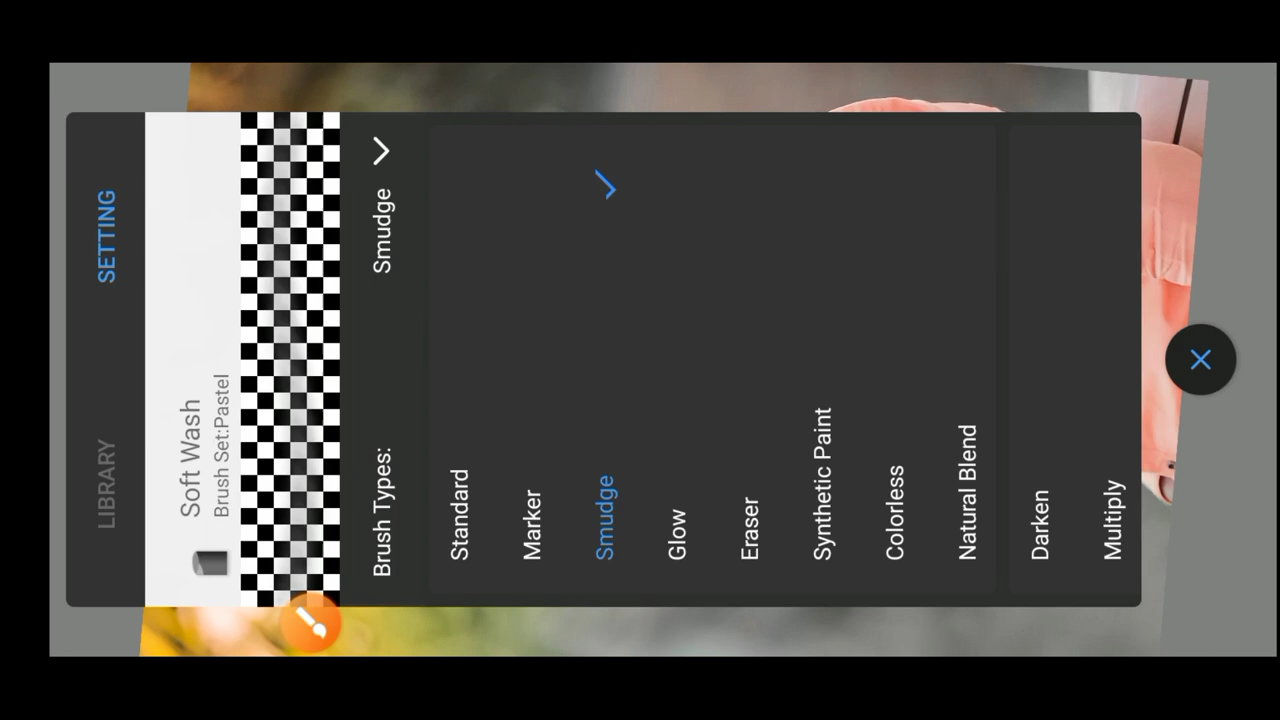 LIBRARY SETTING
Soft Wash
Brush Set:Pastel
Brush Types: Smudge
Standard
Marker
Smudge
Glow
Eraser
Synthetic Paint
Colorless
Natural Blend
Darken
Multiply